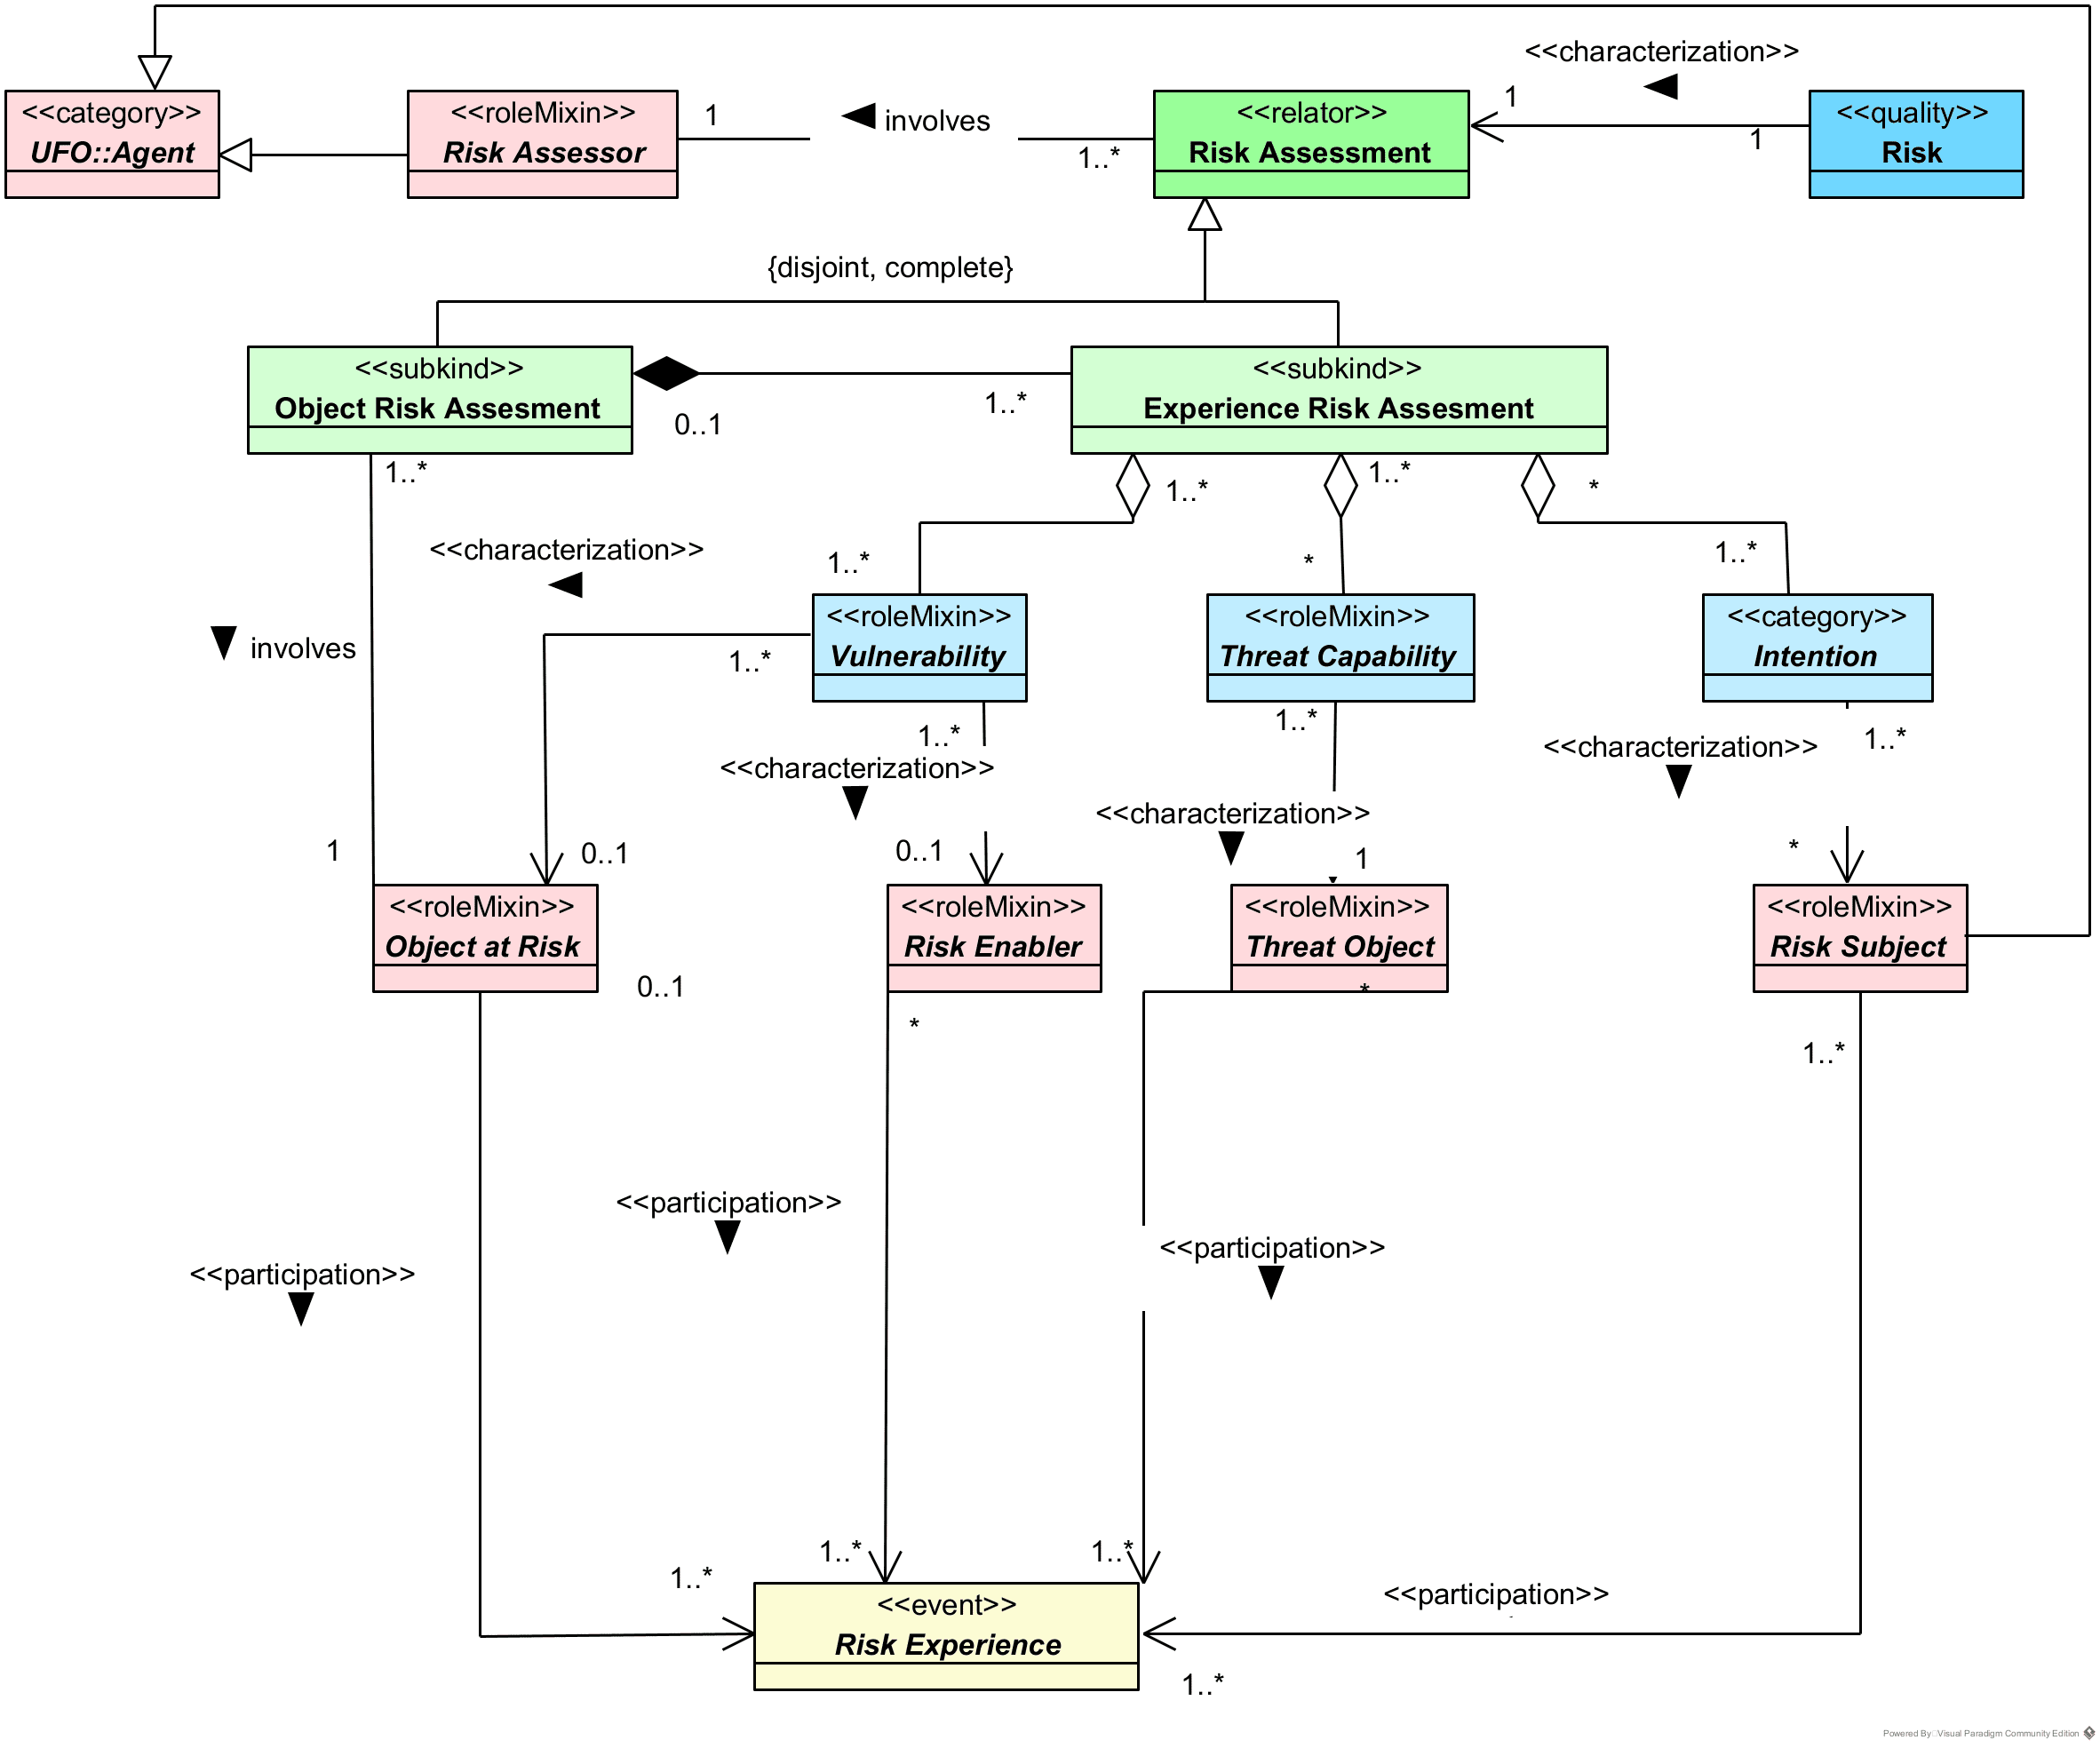 <<characterization>>
<<category>>
UFO::Agent
<<roleMixin>>
Risk Assessor
1
involves
1..*
<<relator>>
Risk Assessment
1
1
<<quality>>
Risk
{disjoint, complete}
<<subkind>>
Object Risk Assesment
0..1
1..*
<<subkind>>
Experience Risk Assesment
1..*
1..*
1..*
*
<<characterization>>
1..*
*
1..*
involves
1..*
<<roleMixin>>
Vulnerability
<<roleMixin>>
Threat Capability
<<category>>
Intention
1..*
<<characterization>>
1..*
<<characterization>>
1..*
<<characterization>>
1
0..1
0..1
1
*
<<roleMixin>>
Object at Risk
<<roleMixin>>
Risk Enabler
<<roleMixin>>
Threat Object
<<roleMixin>>
Risk Subject
0..1
*
*
1..*
<<participation>>
<<participation>>
<<participation>>
1..*
1..*
1..*
<<participation>>
<<event>>
Risk Experience
1..*
Powered By Visual Paradigm Community Edition